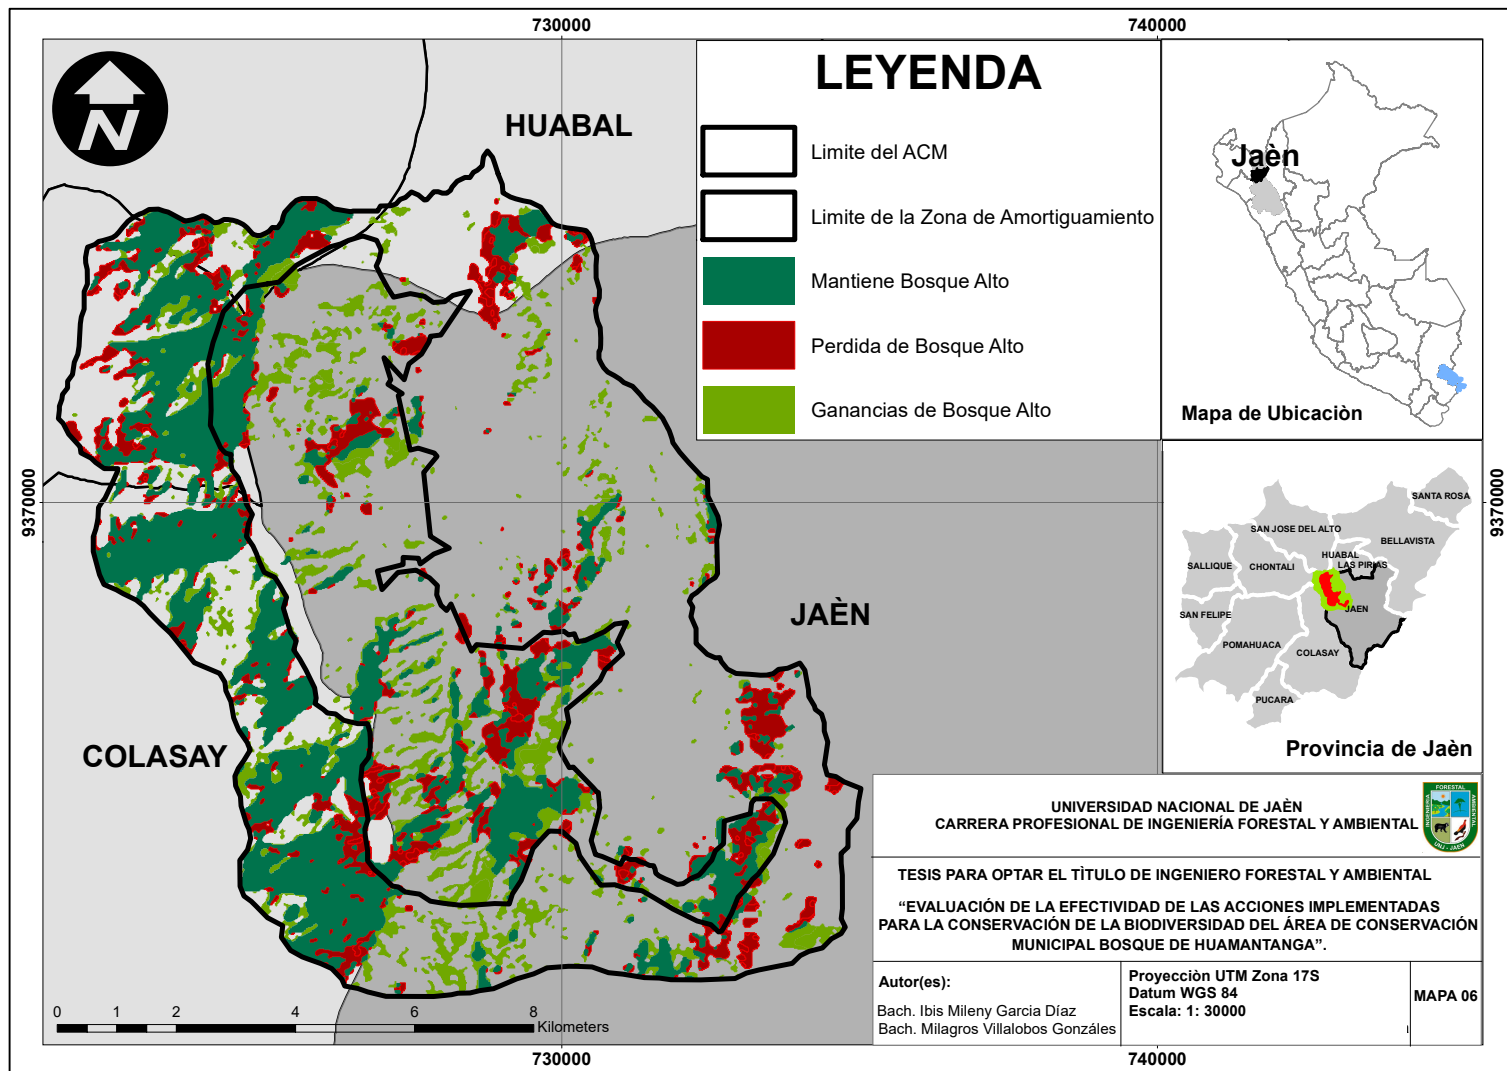 730000
740000
N
HUABAL
LEYENDA
Limite del ACM
Limite de la Zona de Amortiguamiento
Mantiene Bosque Alto
Perdida de Bosque Alto
Ganancias de Bosque Alto
Jaèn
Mapa de Ubicaciòn
9370000
9370000
JAÈN
COLASAY
SANTA ROSA
SAN JOSE DEL ALTO
BELLAVISTA
HUABAL
LAS PIRIAS
SALLIQUE
CHONTALI
SAN FELIPE
JAEN
POMAHUACA
COLASAY
PUCARA
Provincia de Jaèn
UNIVERSIDAD NACIONAL DE JAÈN
CARRERA PROFESIONAL DE INGENIERÍA FORESTAL Y AMBIENTAL
FORESTAL
INGENIERIA
AMBIENTAL
UNJ - JAEN
TESIS PARA OPTAR EL TÌTULO DE INGENIERO FORESTAL Y AMBIENTAL
“EVALUACIÓN DE LA EFECTIVIDAD DE LAS ACCIONES IMPLEMENTADAS
PARA LA CONSERVACIÓN DE LA BIODIVERSIDAD DEL ÁREA DE CONSERVACIÓN
MUNICIPAL BOSQUE DE HUAMANTANGA”.
Autor(es):
Bach. Ibis Mileny Garcia Díaz
Bach. Milagros Villalobos Gonzáles
Proyecciòn UTM Zona 17S
Datum WGS 84
Escala: 1: 30000
MAPA 06
0 1 2 4 6 8
Kilometers
730000
740000